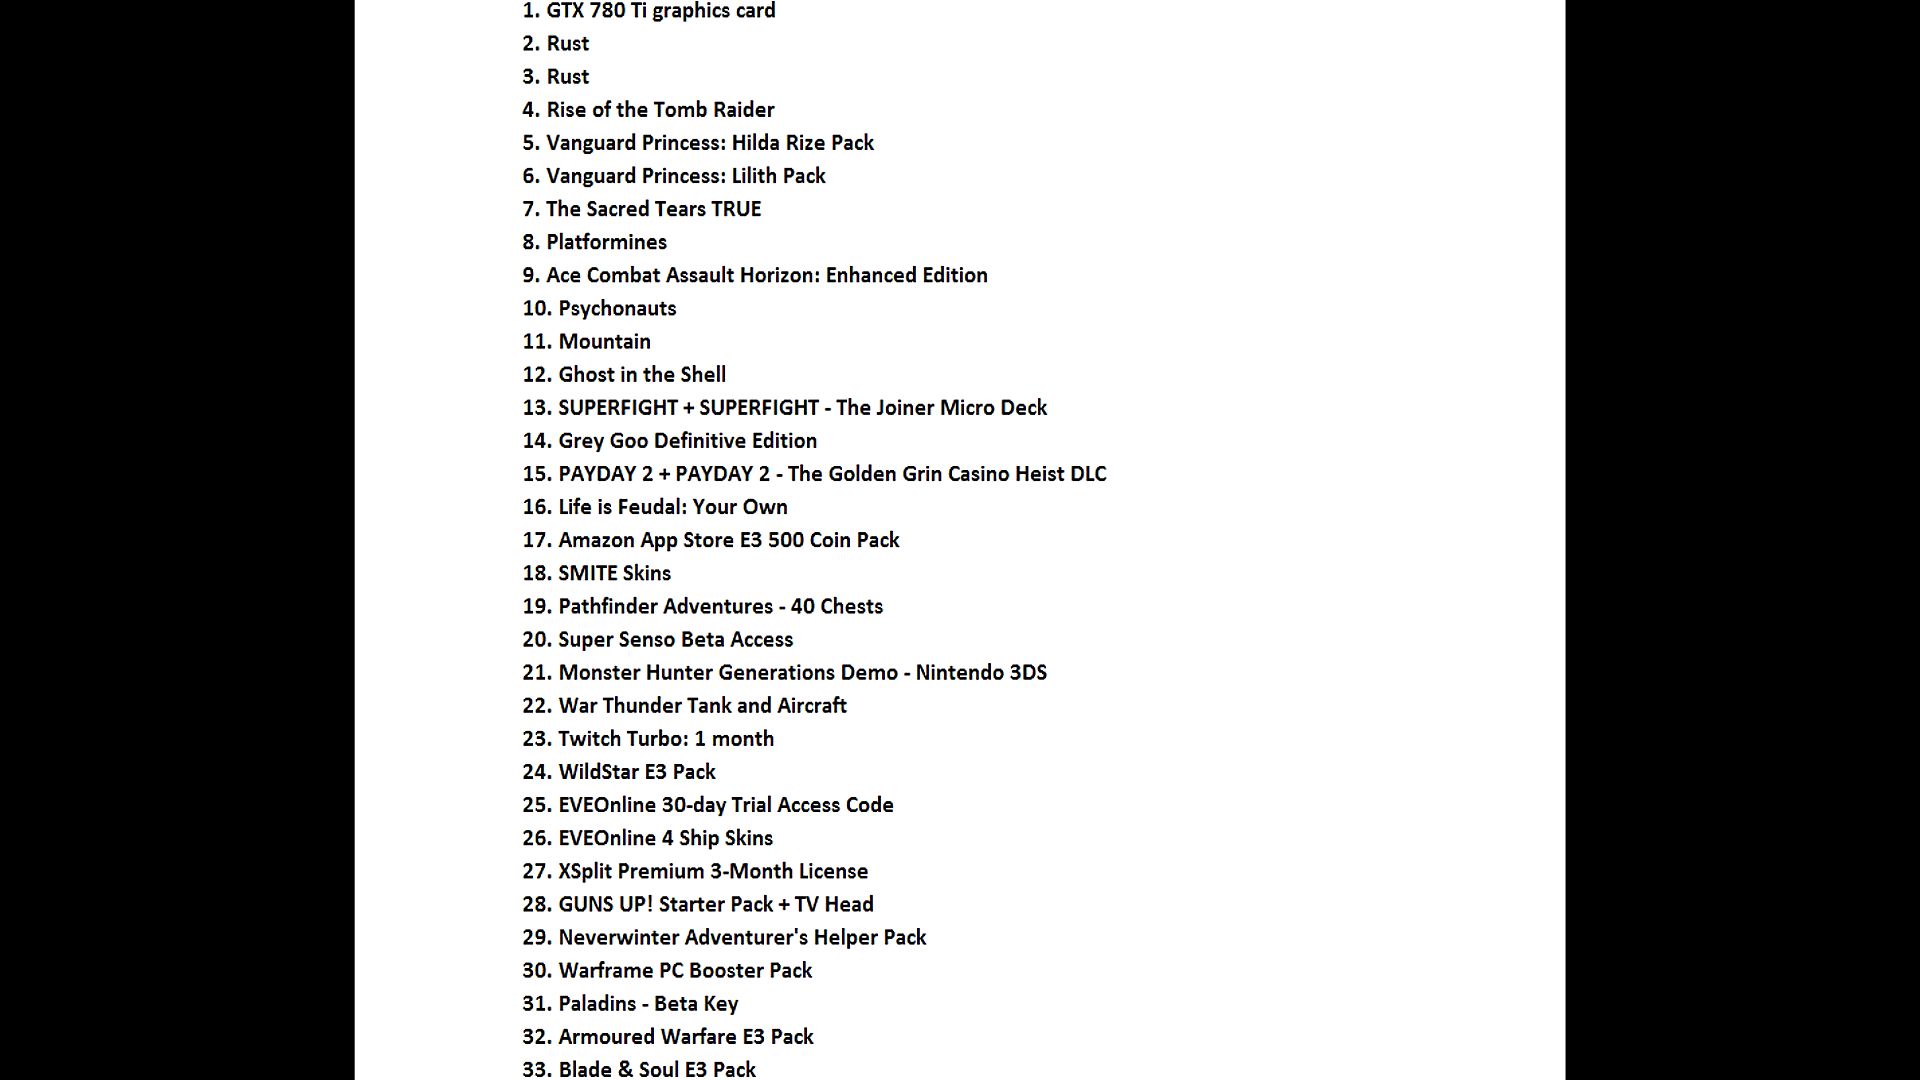 1. GTX 780 Ti graphics card
2. Rust
3. Rust
4. Rise of the Tomb Raider
5. Vanguard Princess: Hilda Rize Pack
6. Vanguard Princess: Lilith Pack
7. The Sacred Tears TRUE
8. Platformines
9. Ace Combat Assault Horizon: Enhanced Edition
10. Psychonauts
11. Mountain
12. Ghost in the Shell
13. SUPERFIGHT + SUPERFIGHT - The Joiner Micro Deck
14. Grey Goo Definitive Edition
15. PAYDAY 2 + PAYDAY 2 - The Golden Grin Casino Heist DLC
16. Life is Feudal: Your Own
17. Amazon App Store E3 500 Coin Pack
18. SMITE Skins
19. Pathfinder Adventures - 40 Chests
20. Super Senso Beta Access
21. Monster Hunter Generations Demo - Nintendo 3DS
22. War Thunder Tank and Aircraft
23. Twitch Turbo: 1 month
24. WildStar E3 Pack
25. EVEOnline 30-day Trial Access Code
26. EVEOnline 4 Ship Skins
27. XSplit Premium 3-Month License
28. GUNS UP! Starter Pack + TV Head
29. Neverwinter Adventurer's Helper Pack
30. Warframe PC Booster Pack
31. Paladins - Beta Key
32. Armoured Warfare E3 Pack
33. Blade & Soul E3 Pack